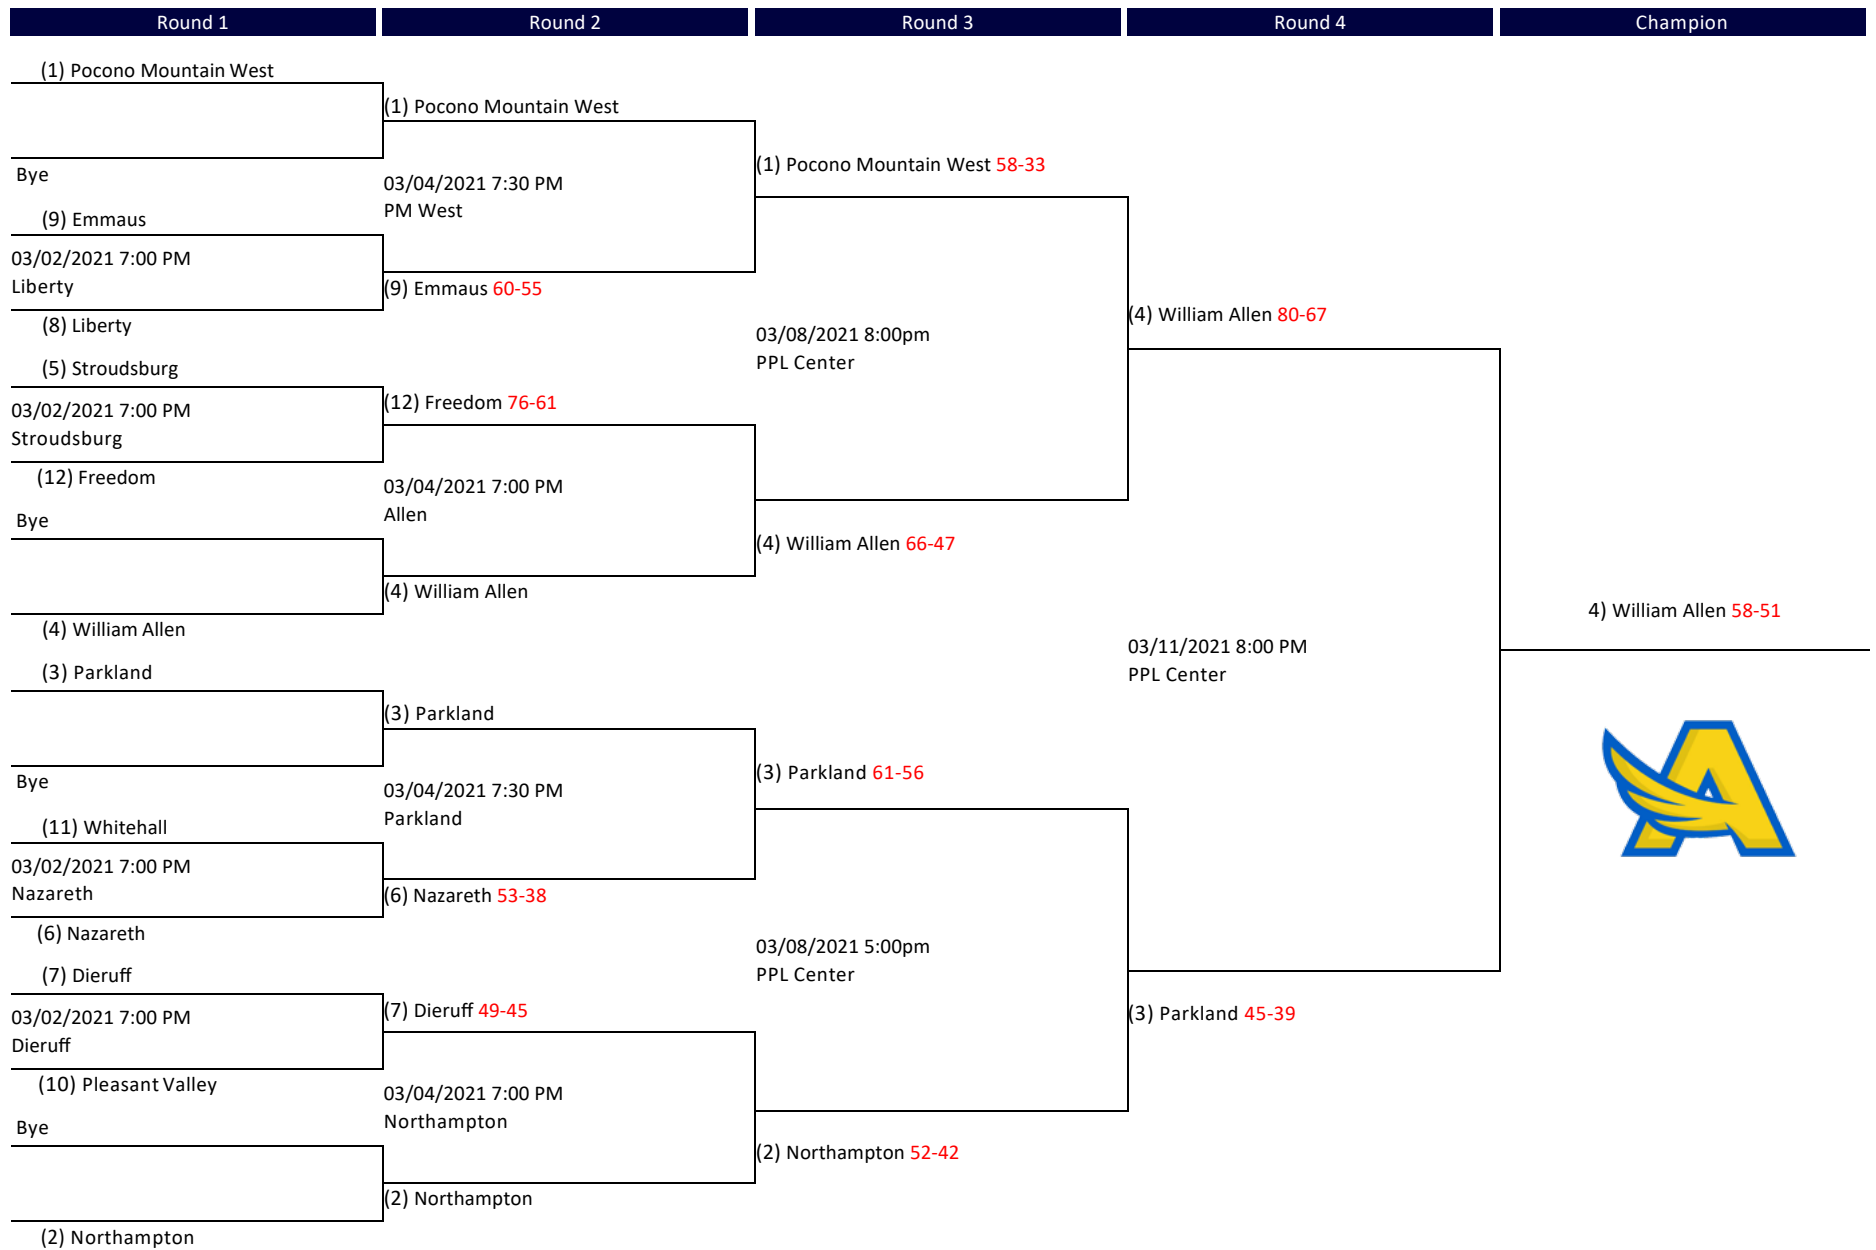 Round 1
Round 2
Round 3
Round 4
Champion
(1) Pocono Mountain West
Bye
(9) Emmaus
03/02/2021 7:00 PM
Liberty
(8) Liberty
(5) Stroudsburg
03/02/2021 7:00 PM
Stroudsburg
(12) Freedom
Bye
(4) William Allen
(3) Parkland
Bye
(11) Whitehall
03/02/2021 7:00 PM
Nazareth
(6) Nazareth
(7) Dieruff
03/02/2021 7:00 PM
Dieruff
(10) Pleasant Valley
Bye
(2) Northampton
(1) Pocono Mountain West
03/04/2021 7:30 PM
PM West
(9) Emmaus 60-55
(12) Freedom 76-61
03/04/2021 7:00 PM
Allen
(4) William Allen
(3) Parkland
03/04/2021 7:30 PM
Parkland
(6) Nazareth 53-38
(7) Dieruff 49-45
03/04/2021 7:00 PM
Northampton
(2) Northampton
(1) Pocono Mountain West 58-33
03/08/2021 8:00pm
PPL Center
(4) William Allen 66-47
(3) Parkland 61-56
03/08/2021 5:00pm
PPL Center
(2) Northampton 52-42
(4) William Allen 80-67
03/11/2021 8:00 PM
PPL Center
(3) Parkland 45-39
4) William Allen 58-51
A